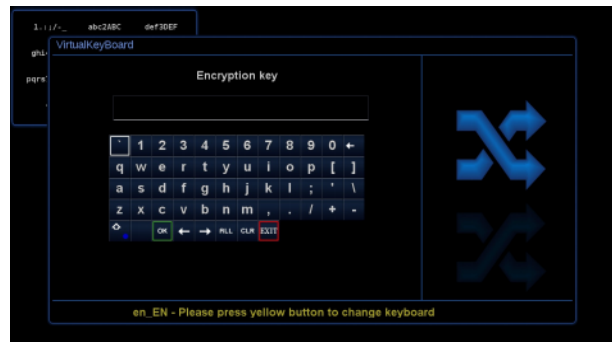 1.:;/-_ abc2ABC def3DEF
ghi
VirtualKeyBoard
pqrs
Encryption key
` 1 2 3 4 5 6 7 8 9 0 ←
q w e r t y u i o p [ ]
a s d f g h j k l ; ' \
z x c v b n m , . / + -
OK ← → ALL CLR EXIT
en_EN - Please press yellow button to change keyboard